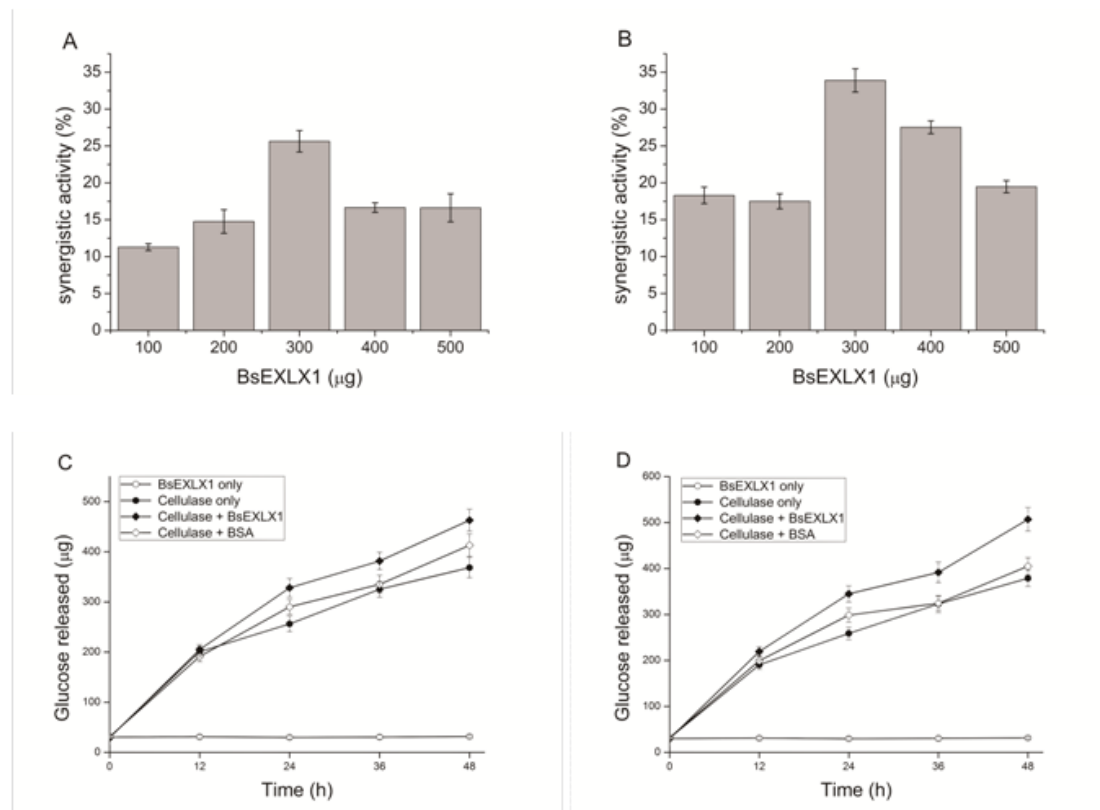 A
synergistic activity (%)
35
30
25
20
15
10
5
0
100 200 300 400 500
BsEXLX1 (μg)
B
synergistic activity (%)
35
30
25
20
15
10
5
0
100 200 300 400 500
BsEXLX1 (μg)
C
BsEXLX1 only
Cellulase only
Cellulase + BsEXLX1
Cellulase + BSA
Glucose released (μg)
500
400
300
200
100
0
0 12 24 36 48
Time (h)
D
BsEXLX1 only
Cellulase only
Cellulase + BsEXLX1
Cellulase + BSA
Glucose released (μg)
600
500
400
300
200
100
0
0 12 24 36 48
Time (h)